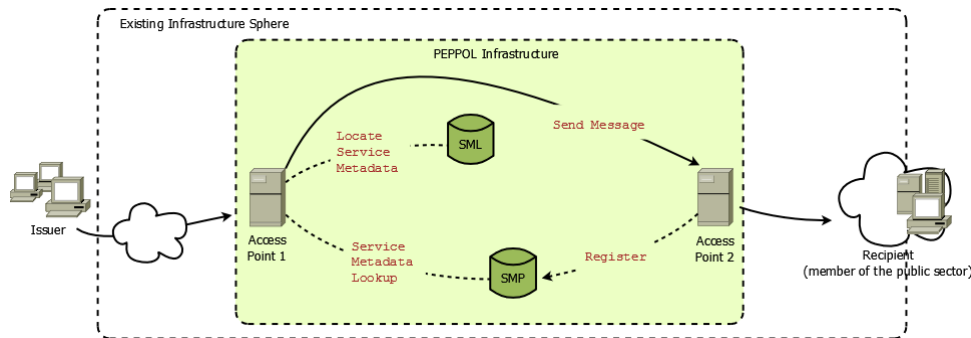 Existing Infrastructure Sphere
PEPPOL Infrastructure
Send Message
Locate
Service
Metadata
SML
Issuer
Access
Point 1
Access
Point 2
Service
Metadata
Lookup
SMP
Register
Recipient
(member of the public sector)